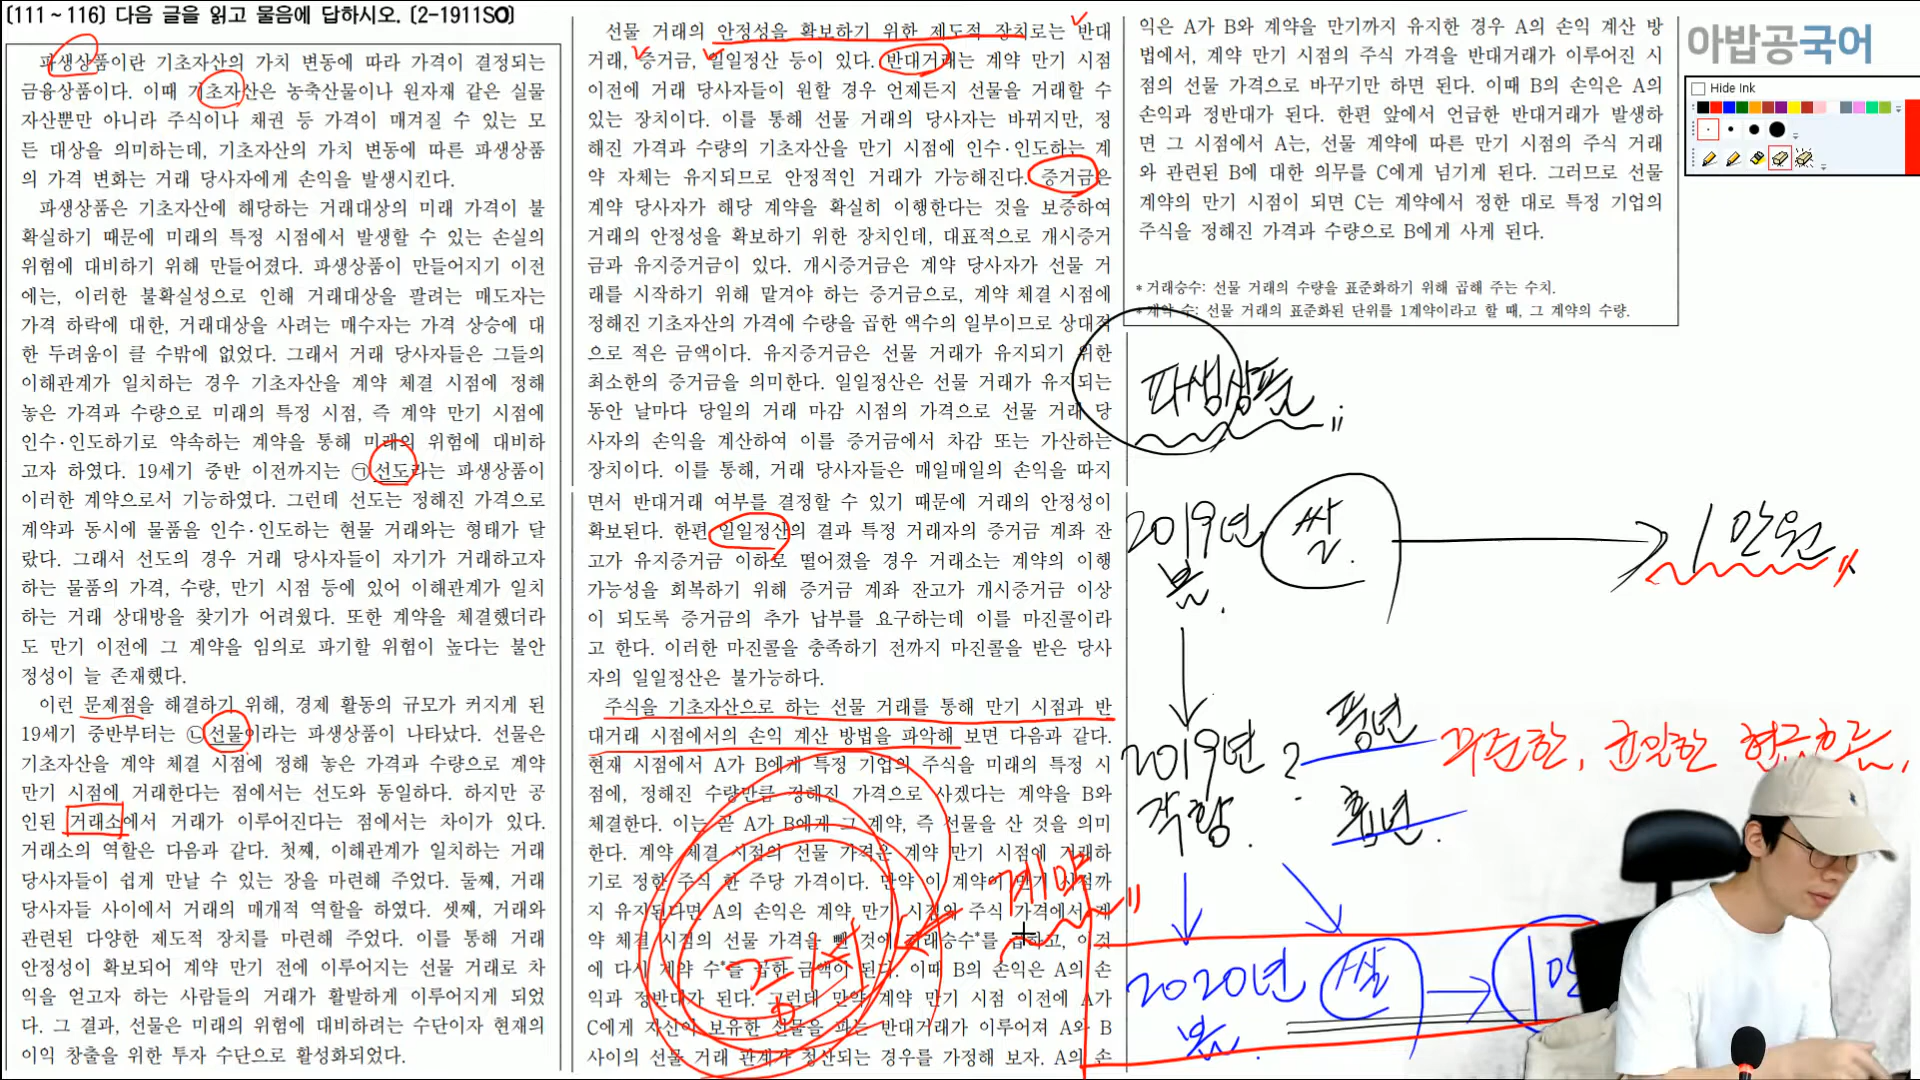 [111 ~ 116] 다음 글을 읽고 물음에 답하시오. [2-1911SO]
파생상품이란 기초자산의 가치 변동에 따라 가격이 결정되는
금융상품이다. 이때 기초자산은 농축산물이나 원자재 같은 실물
자산뿐만 아니라 주식이나 채권 등 가격이 매겨질 수 있는 모
든 대상을 의미하는데, 기초자산의 가치 변동에 따른 파생상품
의 가격 변화는 거래 당사자에게 손익을 발생시킨다.
파생상품은 기초자산에 해당하는 거래대상의 미래 가격이 불
확실하기 때문에 미래의 특정 시점에서 발생할 수 있는 손실의
위험에 대비하기 위해 만들어졌다. 파생상품이 만들어지기 이전
에는, 이러한 불확실성으로 인해 거래대상을 팔려는 매도자는
가격 하락에 대한, 거래대상을 사려는 매수자는 가격 상승에 대
한 두려움이 클 수밖에 없었다. 그래서 거래 당사자들은 그들의
이해관계가 일치하는 경우 기초자산을 계약 체결 시점에 정해
놓은 가격과 수량으로 미래의 특정 시점, 즉 계약 만기 시점에
인수·인도하기로 약속하는 계약을 통해 미래의 위험에 대비하
고자 하였다. 19세기 중반 이전까지는 ㉠선도라는 파생상품이
이러한 계약으로서 기능하였다. 그런데 선도는 정해진 가격으로
계약과 동시에 물품을 인수·인도하는 현물 거래와는 형태가 달
랐다. 그래서 선도의 경우 거래 당사자들이 자기가 거래하고자
하는 물품의 가격, 수량, 만기 시점 등에 있어 이해관계가 일치
하는 거래 상대방을 찾기가 어려웠다. 또한 계약을 체결했더라
도 만기 이전에 그 계약을 임의로 파기할 위험이 높다는 불안
정성이 늘 존재했다.
이런 문제점을 해결하기 위해, 경제 활동의 규모가 커지게 된
19세기 중반부터는 ㉡선물이라는 파생상품이 나타났다. 선물은
기초자산을 계약 체결 시점에 정해 놓은 가격과 수량으로 계약
만기 시점에 거래한다는 점에서는 선도와 동일하다. 하지만 공
인된 거래소에서 거래가 이루어진다는 점에서는 차이가 있다.
거래소의 역할은 다음과 같다. 첫째, 이해관계가 일치하는 거래
당사자들이 쉽게 만날 수 있는 장을 마련해 주었다. 둘째, 거래
당사자들 사이에서 거래의 매개적 역할을 하였다. 셋째, 거래와
관련된 다양한 제도적 장치를 마련해 주었다. 이를 통해 거래
안정성이 확보되어 계약 만기 전에 이루어지는 선물 거래로 차
익을 얻고자 하는 사람들의 거래가 활발하게 이루어지게 되었
다. 그 결과, 선물은 미래의 위험에 대비하려는 수단이자 현재의
이익 창출을 위한 투자 수단으로 활성화되었다.
선물 거래의 안정성을 확보하기 위한 제도적 장치로는 반대
거래, 증거금, 일일정산 등이 있다. 반대거래는 계약 만기 시점
이전에 거래 당사자들이 원할 경우 언제든지 선물을 거래할 수
있는 장치이다. 이를 통해 선물 거래의 당사자는 바뀌지만, 정
해진 가격과 수량의 기초자산을 만기 시점에 인수·인도하는 계
약 자체는 유지되므로 안정적인 거래가 가능해진다. 증거금은
계약 당사자가 해당 계약을 확실히 이행한다는 것을 보증하여
거래의 안정성을 확보하기 위한 장치인데, 대표적으로 개시증거
금과 유지증거금이 있다. 개시증거금은 계약 당사자가 선물 거
래를 시작하기 위해 맡겨야 하는 증거금으로, 계약 체결 시점에
정해진 기초자산의 가격에 수량을 곱한 액수의 일부이므로 상대적
으로 적은 금액이다. 유지증거금은 선물 거래가 유지되기 위한
최소한의 증거금을 의미한다. 일일정산은 선물 거래가 유지되는
동안 날마다 당일의 거래 마감 시점의 가격으로 선물 거래 당
사자의 손익을 계산하여 이를 증거금에서 차감 또는 가산하는
장치이다. 이를 통해, 거래 당사자들은 매일매일의 손익을 따지
면서 반대거래 여부를 결정할 수 있기 때문에 거래의 안정성이
확보된다. 한편 일일정산의 결과 특정 거래자의 증거금 계좌 잔
고가 유지증거금 이하로 떨어졌을 경우 거래소는 계약의 이행
가능성을 회복하기 위해 증거금 계좌 잔고가 개시증거금 이상
이 되도록 증거금의 추가 납부를 요구하는데 이를 마진콜이라
고 한다. 이러한 마진콜을 충족하기 전까지 마진콜을 받은 당사
자의 일일정산은 불가능하다.
주식을 기초자산으로 하는 선물 거래를 통해 만기 시점과 반
대거래 시점에서의 손익 계산 방법을 파악해 보면 다음과 같다.
현재 시점에서 A가 B에게 특정 기업의 주식을 미래의 특정 시
점에, 정해진 수량만큼 정해진 가격으로 사겠다는 계약을 B와
체결한다. 이는 곧 A가 B에게 그 계약, 즉 선물을 산 것을 의미
한다. 계약 체결 시점의 선물 가격은 계약 만기 시점에 거래하
기로 정한 주식 한 주당 가격이다. 만약 이 계약이 만기 시점까
지 유지된다면 A의 손익은 계약 만기 시점의 주식 가격에서 계
약 체결 시점의 선물 가격을 뺀 것에 거래승수*를 곱하고, 이것
에 다시 계약 수*를 곱한 금액이 된다. 이때 B의 손익은 A의 손
익과 정반대가 된다. 그런데 만약 계약 만기 시점 이전에 A가
C에게 자신이 보유한 선물을 파는 반대거래가 이루어져 A와 B
사이의 선물 거래 관계가 청산되는 경우를 가정해 보자. A의 손
익은 A가 B와 계약을 만기까지 유지한 경우 A의 손익 계산 방
법에서, 계약 만기 시점의 주식 가격을 반대거래가 이루어진 시
점의 선물 가격으로 바꾸기만 하면 된다. 이때 B의 손익은 A의
손익과 정반대가 된다. 한편 앞에서 언급한 반대거래가 발생하
면 그 시점에서 A는, 선물 계약에 따른 만기 시점의 주식 거래
와 관련된 B에 대한 의무를 C에게 넘기게 된다. 그러므로 선물
계약의 만기 시점이 되면 C는 계약에서 정한 대로 특정 기업의
주식을 정해진 가격과 수량으로 B에게 사게 된다.
* 거래승수: 선물 거래의 수량을 표준화하기 위해 곱해 주는 수치.
* 계약 수: 선물 거래의 표준화된 단위를 1계약이라고 할 때, 그 계약의 수량.
아밥공국어
Hide Ink
파생상품
2019년 쌀 1만원
봄.
2019년 ? 풍년 꾸준한, 균일한
작황. 흉년.
계약
2020년 쌀 1만
봄.